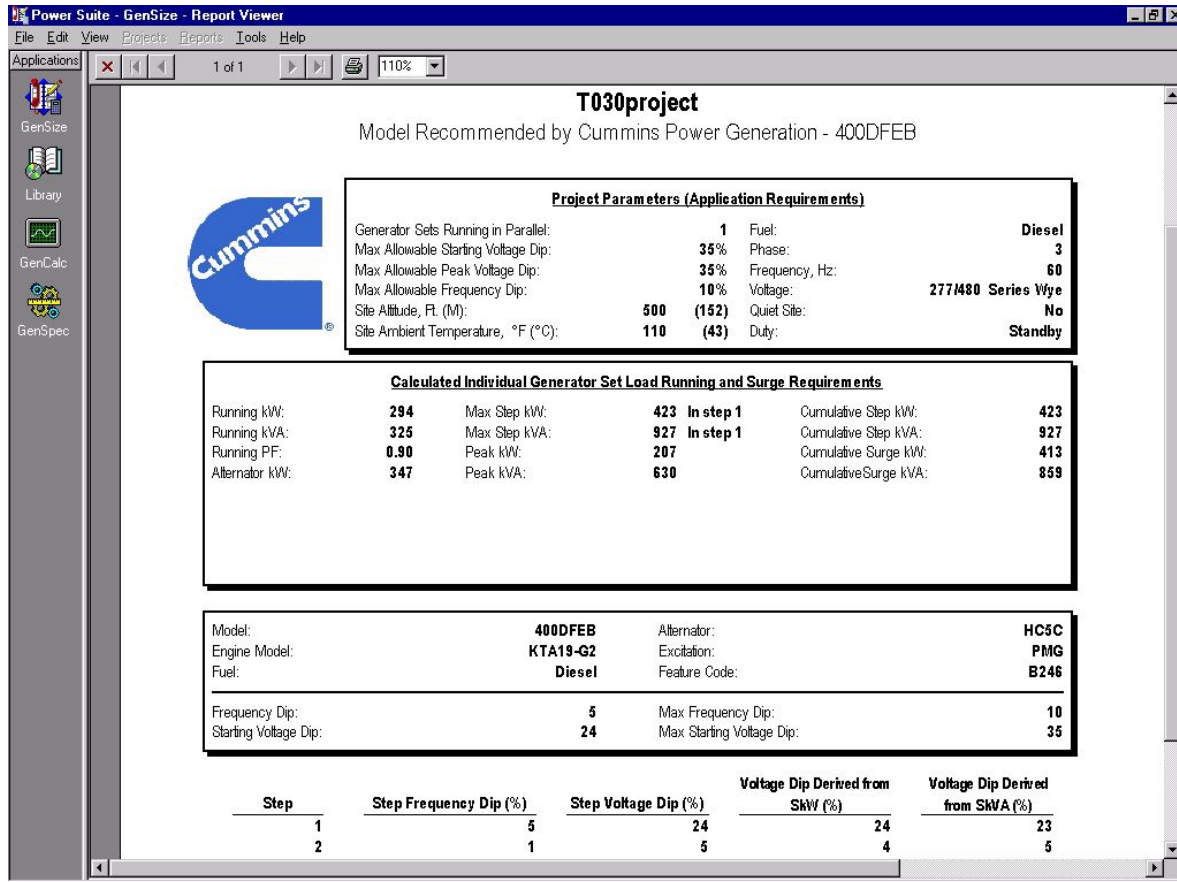 Power Suite - GenSize - Report Viewer
File Edit View Projects Reports Tools Help
Applications
1 of 1 110%
GenSize
Library
GenCalc
GenSpec
T030project
Model Recommended by Cummins Power Generation - 400DFEB
Cummins
®
Project Parameters (Application Requirements)
Generator Sets Running in Parallel: 1 Fuel: Diesel
Max Allowable Starting Voltage Dip: 35% Phase: 3
Max Allowable Peak Voltage Dip: 35% Frequency, Hz: 60
Max Allowable Frequency Dip: 10% Voltage: 277/480 Series Wye
Site Altitude, Ft. (M): 500 (152) Quiet Site: No
Site Ambient Temperature, °F (°C): 110 (43) Duty: Standby
Calculated Individual Generator Set Load Running and Surge Requirements
Running kW: 294 Max Step kW: 423 In step 1 Cumulative Step kW: 423
Running kVA: 325 Max Step kVA: 927 In step 1 Cumulative Step kVA: 927
Running PF: 0.90 Peak kW: 207 Cumulative Surge kW: 413
Alternator kW: 347 Peak kVA: 630 CumulativeSurge kVA: 859
Model: 400DFEB Alternator: HC5C
Engine Model: KTA19-G2 Excitation: PMG
Fuel: Diesel Feature Code: B246
Frequency Dip: 5 Max Frequency Dip: 10
Starting Voltage Dip: 24 Max Starting Voltage Dip: 35
Voltage Dip Derived from Voltage Dip Derived
Step Step Frequency Dip (%) Step Voltage Dip (%) SkW (%) from SkVA (%)
1 5 24 24 23
2 1 5 4 5